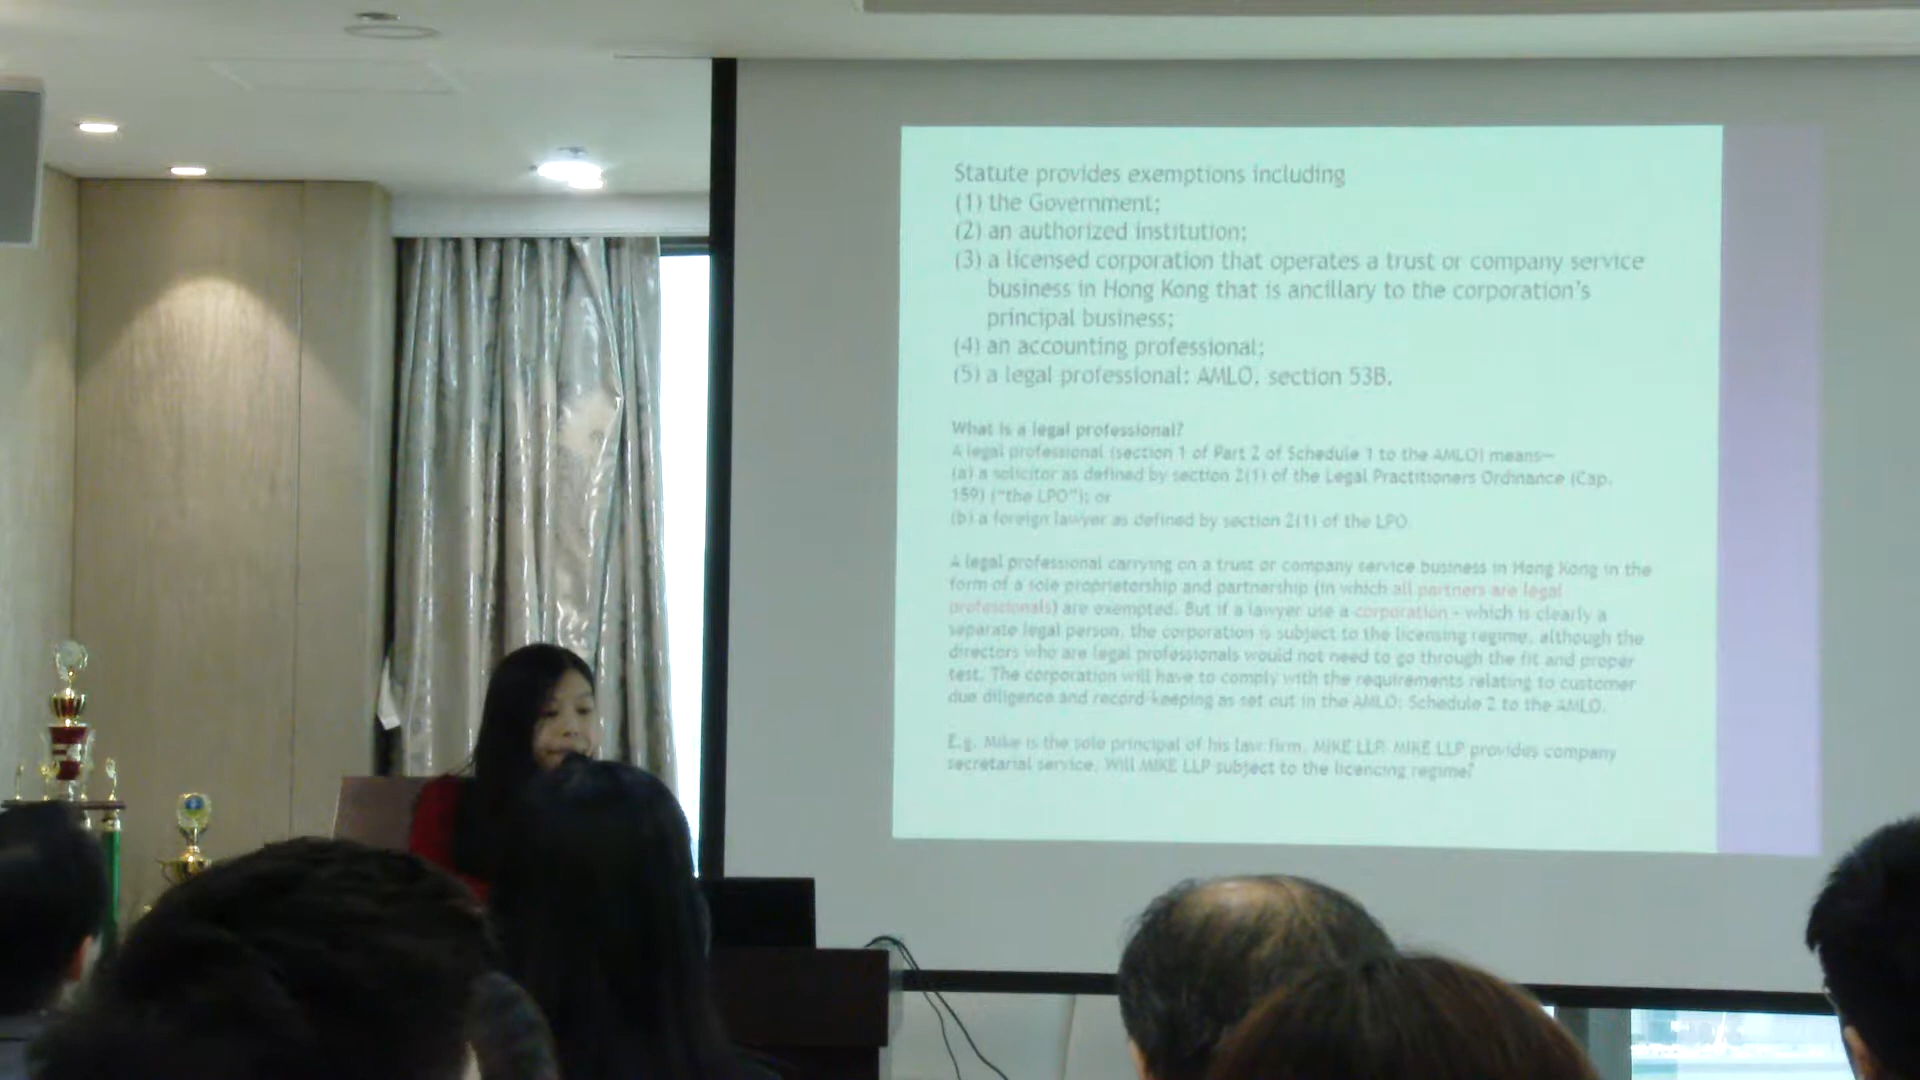 Statute provides exemptions including
(1) the Government;
(2) an authorized institution;
(3) a licensed corporation that operates a trust or company service
business in Hong Kong that is ancillary to the corporation's
principal business;
(4) an accounting professional;
(5) a legal professional: AMLO, section 53B.
What is a legal professional?
A legal professional (section 1 of Part 2 of Schedule 1 to the AMLO) means—
(a) a solicitor as defined by section 2(1) of the Legal Practitioners Ordinance (Cap.
159) ("the LPO"); or
(b) a foreign lawyer as defined by section 2(1) of the LPO
A legal professional carrying on a trust or company service business in Hong Kong in the
form of a sole proprietorship and partnership (in which all partners are legal
professionals) are exempted. But if a lawyer use a corporation - which is clearly a
separate legal person, the corporation is subject to the licensing regime, although the
directors who are legal professionals would not need to go through the fit and proper
test. The corporation will have to comply with the requirements relating to customer
due diligence and record-keeping as set out in the AMLO: Schedule 2 to the AMLO.
E.g. Mike is the sole principal of his law firm, MIKE LLP. MIKE LLP provides company
secretarial service. Will MIKE LLP subject to the licencing regime?